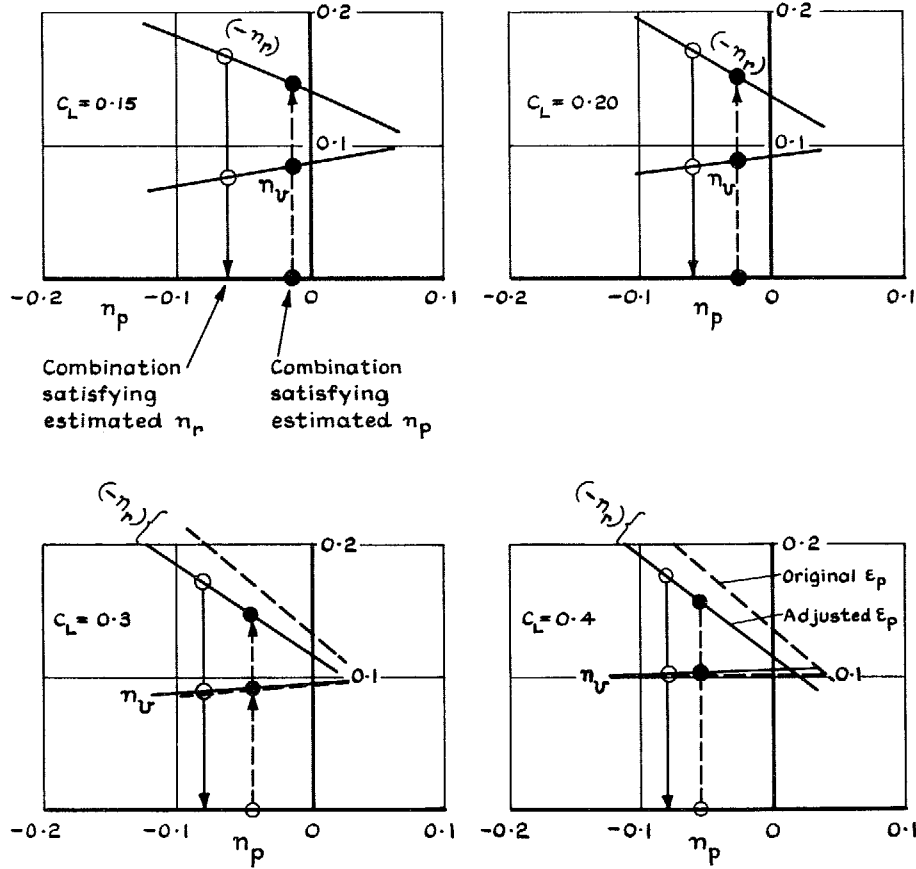 0·2
(-n_r)
C_L = 0·15
0·1
n_v
-0·2 -0·1 0 0·1
n_p
Combination
satisfying
estimated n_r
Combination
satisfying
estimated n_p
0·2
(-n_r)
C_L = 0·20
0·1
n_v
-0·2 -0·1 0 0·1
n_p
(-n_r)
0·2
C_L = 0·3
0·1
n_v
-0·2 -0·1 0 0·1
n_p
(-n_r)
0·2
Original ε_p
Adjusted ε_p
C_L = 0·4
0·1
n_v
-0·2 -0·1 0 0·1
n_p